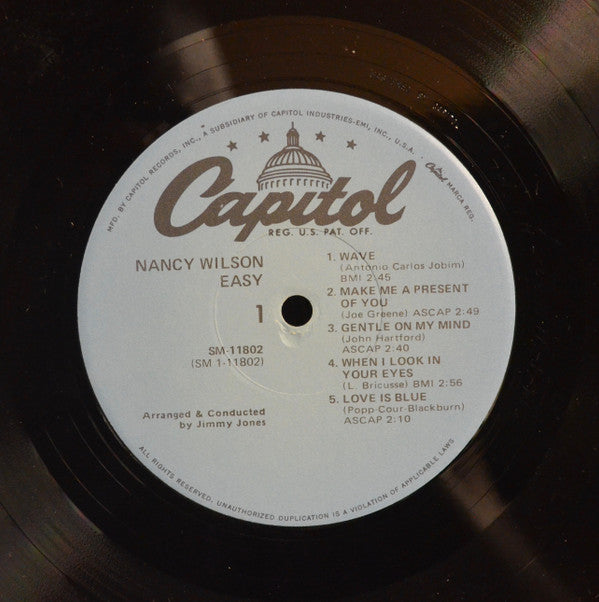 MFD. BY CAPITOL RECORDS, INC., A SUBSIDIARY OF CAPITOL INDUSTRIES-EMI, INC., U.S.A. Capitol MARCA REG.
Capitol
REG. U.S. PAT. OFF.
NANCY WILSON
EASY
1
SM-11802
(SM 1-11802)
Arranged & Conducted
by Jimmy Jones
1. WAVE
(Antonio Carlos Jobim)
BMI 2:45
2. MAKE ME A PRESENT
OF YOU
(Joe Greene) ASCAP 2:49
3. GENTLE ON MY MIND
(John Hartford)
ASCAP 2:40
4. WHEN I LOOK IN
YOUR EYES
(L. Bricusse) BMI 2:56
5. LOVE IS BLUE
(Popp-Cour-Blackburn)
ASCAP 2:10
ALL RIGHTS RESERVED. UNAUTHORIZED DUPLICATION IS A VIOLATION OF APPLICABLE LAWS